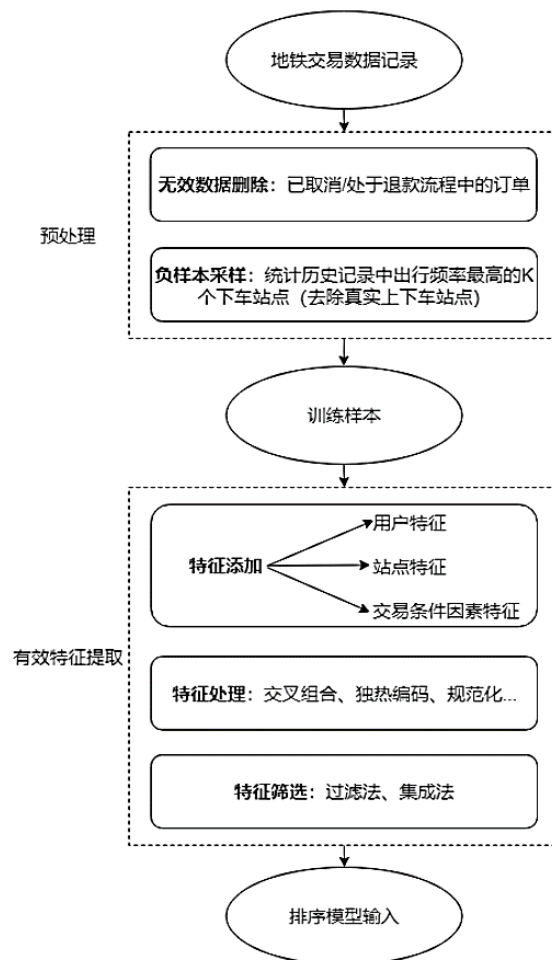 地铁交易数据记录
无效数据删除：已取消/处于退款流程中的订单
预处理
负样本采样：统计历史记录中出行频率最高的K
个下车站点（去除真实上下车站点）
训练样本
用户特征
特征添加
站点特征
交易条件因素特征
有效特征提取
特征处理：交叉组合、独热编码、规范化...
特征筛选：过滤法、集成法
排序模型输入